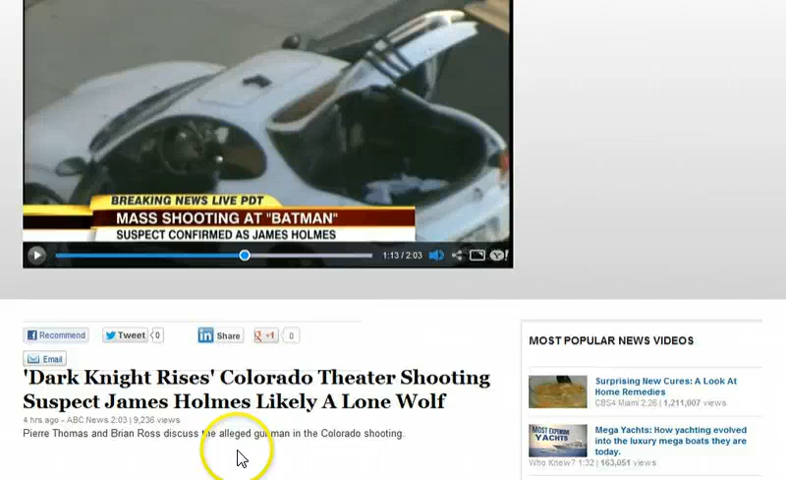 BREAKING NEWS LIVE PDT
MASS SHOOTING AT "BATMAN"
SUSPECT CONFIRMED AS JAMES HOLMES
1:13 / 2:03
Y!
Recommend
Tweet 0
in Share
g +1 0
Email
'Dark Knight Rises' Colorado Theater Shooting
Suspect James Holmes Likely A Lone Wolf
4 hrs ago - ABC News 2:03 | 9,236 views
Pierre Thomas and Brian Ross discuss the alleged gunman in the Colorado shooting.
MOST POPULAR NEWS VIDEOS
Surprising New Cures: A Look At
Home Remedies
CBS4 Miami 2:26 | 1,211,007 views
MOST EXPENSIVE
YACHTS
Mega Yachts: How yachting evolved
into the luxury mega boats they are
today.
Who Knew? 1:32 | 163,051 views